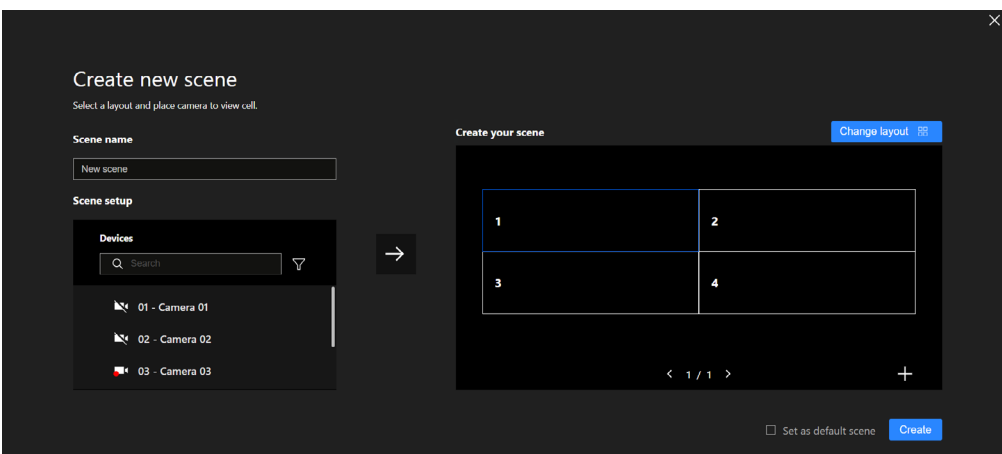 Create new scene
Select a layout and place camera to view cell.
Scene name
New scene
Scene setup
Devices
Search
01 - Camera 01
02 - Camera 02
03 - Camera 03
Create your scene
Change layout
1
2
3
4
1 / 1
Set as default scene
Create